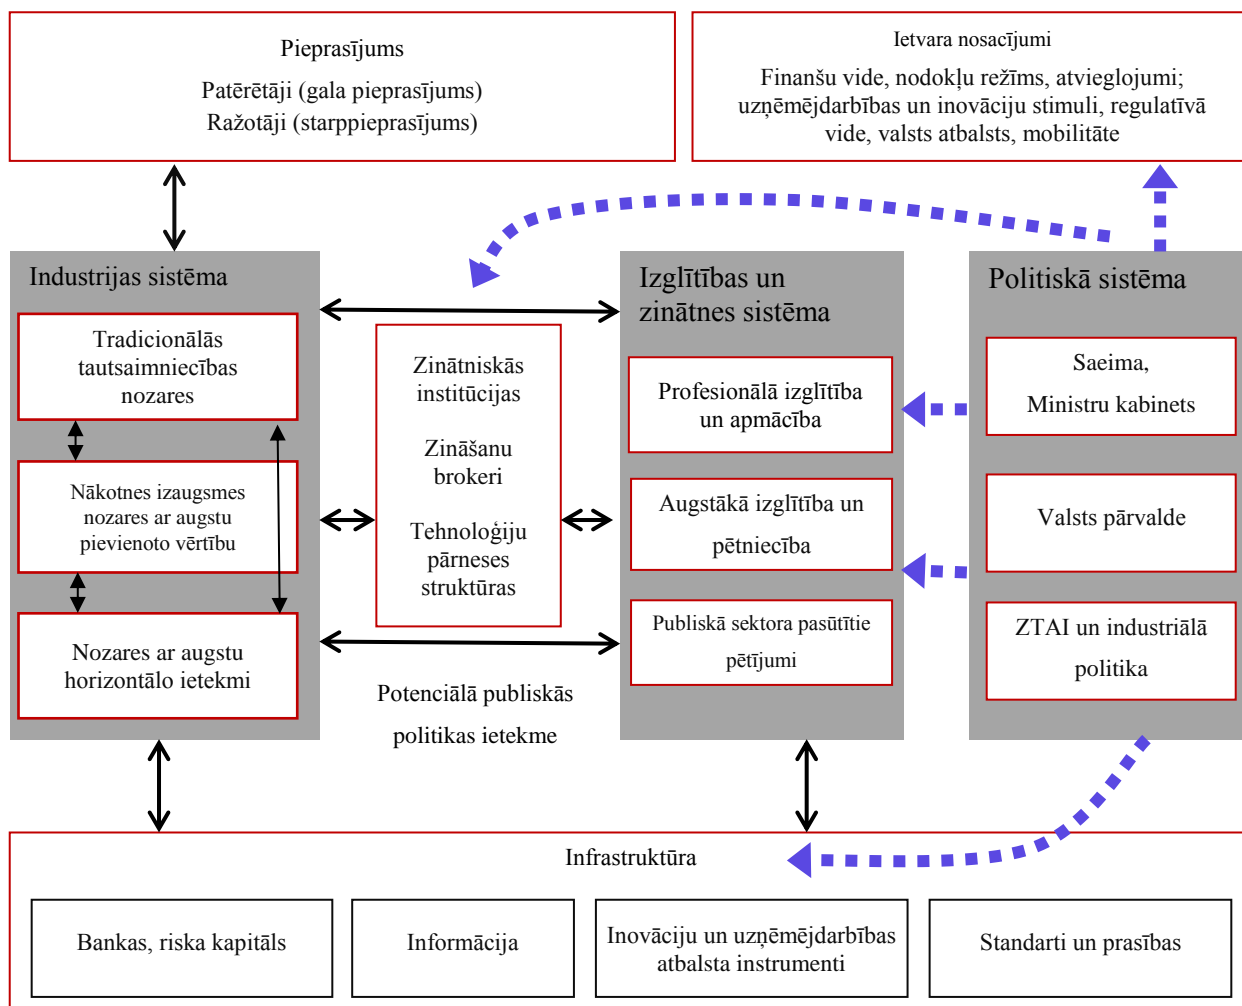 Pieprasījums
Patērētāji (gala pieprasījums)
Ražotāji (starppieprasījums)
Ietvara nosacījumi
Finanšu vide, nodokļu režīms, atvieglojumi;
uzņēmējdarbības un inovāciju stimuli, regulatīvā
vide, valsts atbalsts, mobilitāte
Industrijas sistēma
Tradicionālās
tautsaimniecības
nozares
Nākotnes izaugsmes
nozares ar augstu
pievienoto vērtību
Nozares ar augstu
horizontālo ietekmi
Zinātniskās
institūcijas
Zināšanu
brokeri
Tehnoloģiju
pārneses
struktūras
Potenciālā publiskās
politikas ietekme
Izglītības un
zinātnes sistēma
Profesionālā izglītība
un apmācība
Augstākā izglītība un
pētniecība
Publiskā sektora pasūtītie
pētījumi
Politiskā sistēma
Saeima,
Ministru kabinets
Valsts pārvalde
ZTAI un industriālā
politika
Infrastruktūra
Bankas, riska kapitāls
Informācija
Inovāciju un uzņēmējdarbības
atbalsta instrumenti
Standarti un prasības